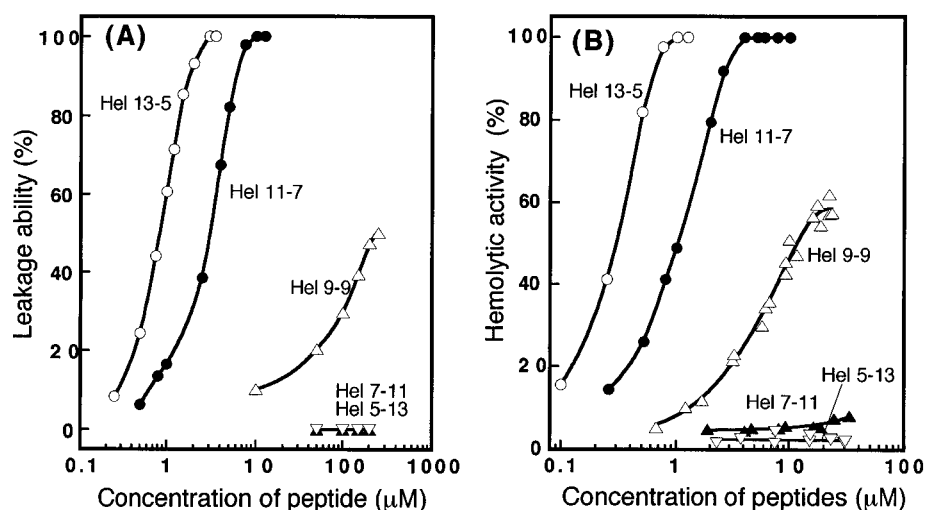 (A)
Leakage ability (%)
100
80
60
40
20
0
Hel 13-5
Hel 11-7
Hel 9-9
Hel 7-11
Hel 5-13
0.1 1 10 100 1000
Concentration of peptide (μM)
(B)
Hemolytic activity (%)
100
80
60
40
20
0
Hel 13-5
Hel 11-7
Hel 9-9
Hel 5-13
Hel 7-11
0.1 1 10 100
Concentration of peptides (μM)